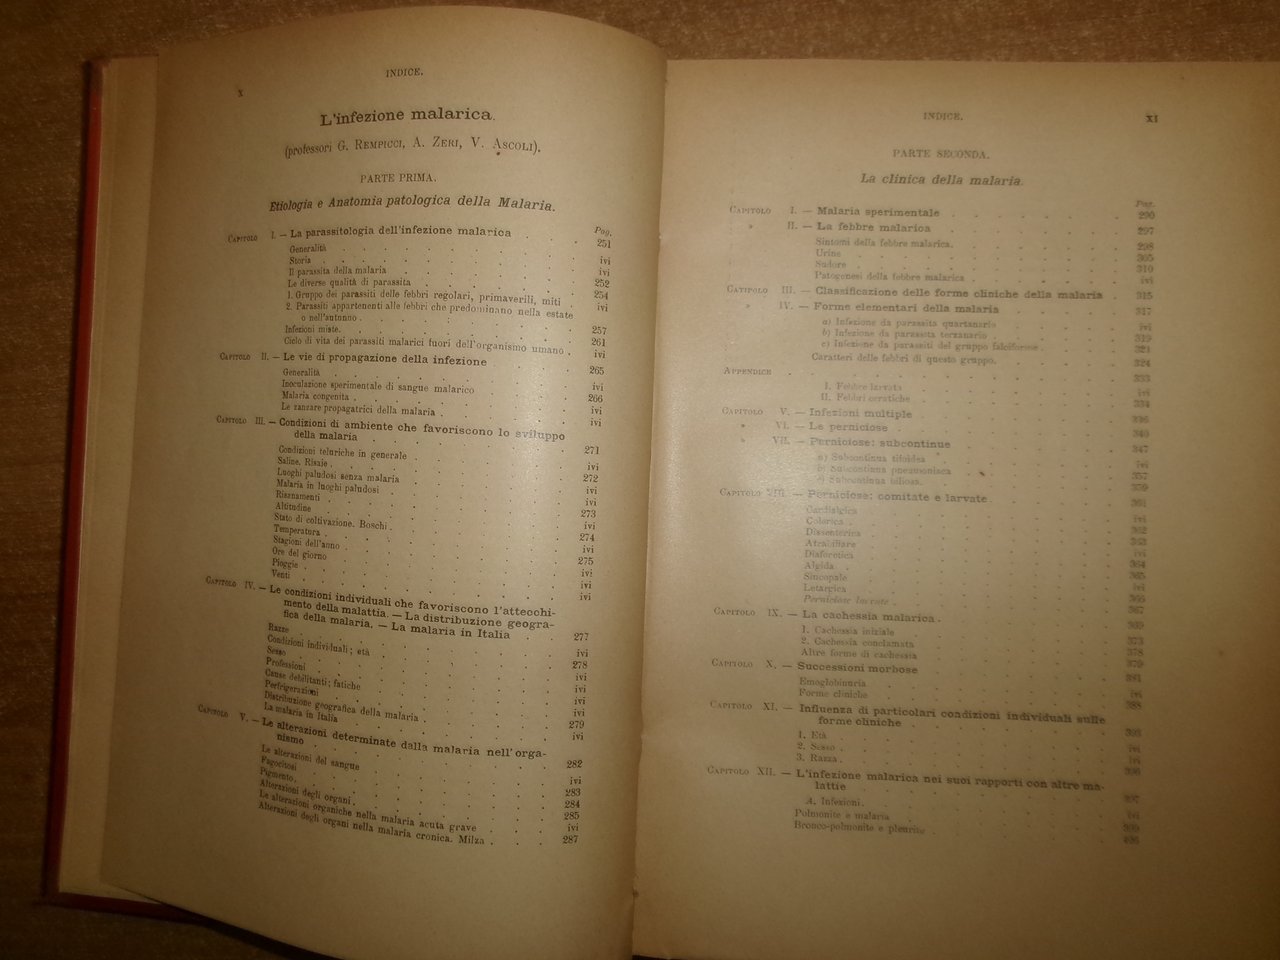 X
INDICE.
L'infezione malarica.
(professori G. Rempicci, A. Zeri, V. Ascoli).
PARTE PRIMA.
Etiologia e Anatomia patologica della Malaria.
Pag.
Capitolo I. — La parassitologia dell'infezione malarica . . . 251
Generalità . . . ivi
Storia . . . ivi
Il parassita della malaria . . . 252
Le diverse qualità di parassita . . . 254
1. Gruppo dei parassiti delle febbri regolari, primaverili, miti . ivi
2. Parassiti appartenenti alle febbri che predominano nella estate
o nell'autunno . . . 257
Infezioni miste. . . . 261
Ciclo di vita dei parassiti malarici fuori dell'organismo umano . ivi
Capitolo II. — Le vie di propagazione della infezione . . . 265
Generalità . . . ivi
Inoculazione sperimentale di sangue malarico . . . 266
Malaria congenita . . . ivi
Le zanzare propagatrici della malaria . . . ivi
Capitolo III. — Condizioni di ambiente che favoriscono lo sviluppo
della malaria . . . 271
Condizioni teluriche in generale . . . ivi
Saline. Risaie . . . 272
Luoghi paludosi senza malaria . . . ivi
Malaria in luoghi paludosi . . . ivi
Risanamenti . . . 273
Altitudine . . . ivi
Stato di coltivazione. Boschi . . . 274
Temperatura . . . ivi
Stagioni dell'anno . . . 275
Ore del giorno . . . ivi
Pioggie . . . ivi
Venti . . . ivi
Capitolo IV. — Le condizioni individuali che favoriscono l'attecchi-
mento della malattia. — La distribuzione geogra-
fica della malaria. — La malaria in Italia . . . 277
Razze . . . ivi
Condizioni individuali; età . . . 278
Sesso . . . ivi
Professioni . . . ivi
Cause debilitanti; fatiche . . . ivi
Perfrigerazioni . . . ivi
Distribuzione geografica della malaria . . . 279
La malaria in Italia . . . ivi
Capitolo V. — Le alterazioni determinate dalla malaria nell'orga-
nismo . . . 282
Le alterazioni del sangue . . . ivi
Fagocitosi . . . 283
Pigmento. . . . 284
Alterazioni degli organi . . . 285
Le alterazioni organiche nella malaria acuta grave . . . ivi
Alterazioni degli organi nella malaria cronica. Milza . . . 287
INDICE.
XI
PARTE SECONDA.
La clinica della malaria.
Pag.
Capitolo I. — Malaria sperimentale . . . 290
» II. — La febbre malarica . . . 297
Sintomi della febbre malarica. . . . 298
Urine . . . 305
Sudore . . . 310
Patogenesi della febbre malarica . . . ivi
Capitolo III. — Classificazione delle forme cliniche della malaria . 315
» IV. — Forme elementari della malaria . . . 317
a) Infezione da parassita quartanario . . . ivi
b) Infezione da parassita terzanario . . . 319
c) Infezione da parassiti del gruppo falciforme . . . 321
Caratteri delle febbri di questo gruppo. . . . 324
Appendice . . . 333
I. Febbre larvata . . . ivi
II. Febbri erratiche . . . 334
Capitolo V. — Infezioni multiple . . . 336
» VI. — Le perniciose . . . 340
» VII. — Perniciose: subcontinue . . . 347
a) Subcontinua tifoidea . . . ivi
b) Subcontinua pneumonisca . . . 357
Subcontinua biliosa. . . . 359
Capitolo VIII. — Perniciose: comitate e larvate . . . 361
Cardialgica . . . ivi
Colerica . . . 362
Dissenterica . . . 363
Atrabiliare
Diaforetica . . . 364
Algida . . . 365
Sincopale . . . ivi
Letargica . . . 366
Perniciose larvate . . . 367
Capitolo IX. — La cachessia malarica . . . 369
1. Cachessia iniziale . . . 373
2. Cachessia conclamata . . . 378
Altre forme di cachessia . . . 379
Capitolo X. — Successioni morbose . . . 381
Emoglobinuria . . . ivi
Forme cliniche . . . 388
Capitolo XI. — Influenza di particolari condizioni individuali sulle
forme cliniche . . . 393
1. Età . . . ivi
2. Sesso . . . ivi
3. Razza . . . 396
Capitolo XII. — L'infezione malarica nei suoi rapporti con altre ma-
lattie . . . 397
A. Infezioni. . . . ivi
Polmonite e malaria
Bronco-polmonite e pleurite